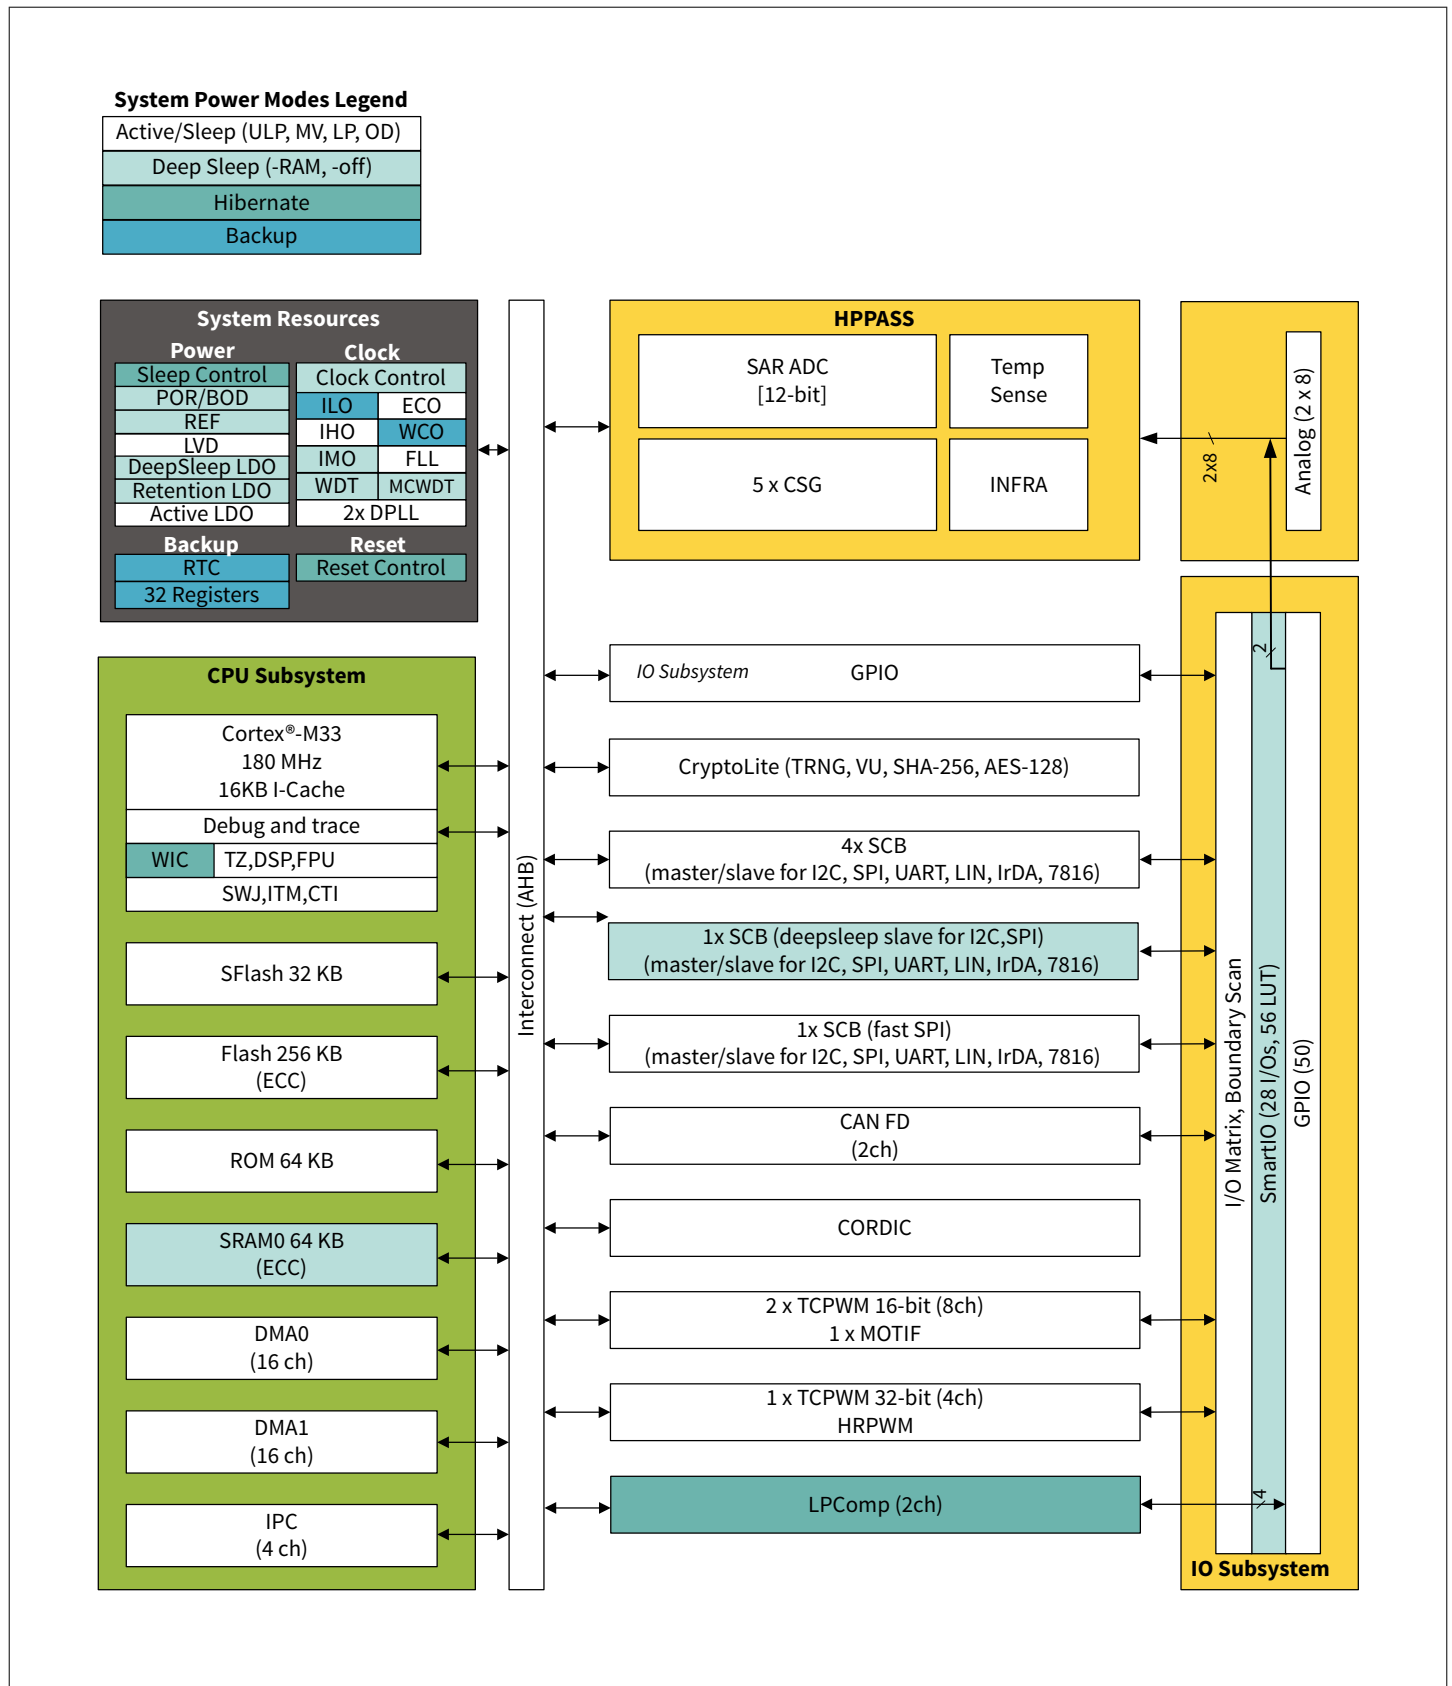 System Power Modes Legend
Active/Sleep (ULP, MV, LP, OD)
Deep Sleep (-RAM, -off)
Hibernate
Backup
System Resources
Power
Sleep Control
POR/BOD
REF
LVD
DeepSleep LDO
Retention LDO
Active LDO
Clock
Clock Control
ILO
ECO
IHO
WCO
IMO
FLL
WDT
MCWDT
2x DPLL
Backup
RTC
32 Registers
Reset
Reset Control
CPU Subsystem
Cortex®-M33
180 MHz
16KB I-Cache
Debug and trace
WIC
TZ,DSP,FPU
SWJ,ITM,CTI
SFlash 32 KB
Flash 256 KB
(ECC)
ROM 64 KB
SRAM0 64 KB
(ECC)
DMA0
(16 ch)
DMA1
(16 ch)
IPC
(4 ch)
Interconnect (AHB)
HPPASS
SAR ADC
[12-bit]
Temp
Sense
5 x CSG
INFRA
IO Subsystem
GPIO
CryptoLite (TRNG, VU, SHA-256, AES-128)
4x SCB
(master/slave for I2C, SPI, UART, LIN, IrDA, 7816)
1x SCB (deepsleep slave for I2C,SPI)
(master/slave for I2C, SPI, UART, LIN, IrDA, 7816)
1x SCB (fast SPI)
(master/slave for I2C, SPI, UART, LIN, IrDA, 7816)
CAN FD
(2ch)
CORDIC
2 x TCPWM 16-bit (8ch)
1 x MOTIF
1 x TCPWM 32-bit (4ch)
HRPWM
LPComp (2ch)
2x8
Analog (2 x 8)
2
I/O Matrix, Boundary Scan
SmartIO (28 I/Os, 56 LUT)
GPIO (50)
4
IO Subsystem